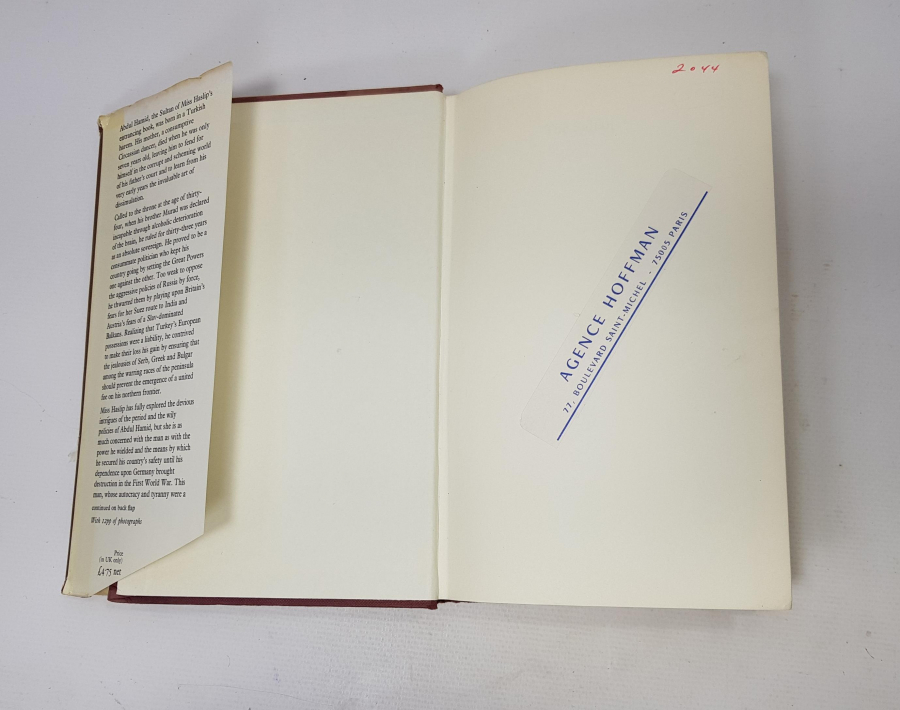 Abdul Hamid, the Sultan of Miss Haslip's
entrancing book, was born in a Turkish
harem. His mother, a consumptive
Circassian dancer, died when he was only
seven years old, leaving him to fend for
himself in the corrupt and scheming world
of his father's court and to learn from his
very early years the invaluable art of
dissimulation.
Called to the throne at the age of thirty-
four, when his brother Murad was declared
incapable through alcoholic deterioration
of the brain, he ruled for thirty-three years
as an absolute sovereign. He proved to be a
consummate politician who kept his
country going by setting the Great Powers
one against the other. Too weak to oppose
the aggressive policies of Russia by force,
he thwarted them by playing upon Britain's
fears for her Suez route to India and
Austria's fears of a Slav-dominated
Balkans. Realizing that Turkey's European
possessions were a liability, he contrived
to make their loss his gain by ensuring that
the jealousies of Serb, Greek and Bulgar
among the warring races of the peninsula
should prevent the emergence of a united
foe on his northern frontier.
Miss Haslip has fully explored the devious
intrigues of the period and the wily
policies of Abdul Hamid, but she is as
much concerned with the man as with the
power he wielded and the means by which
he secured his country's safety until his
dependence upon Germany brought
destruction in the First World War. This
man, whose autocracy and tyranny were a
continued on back flap
With 12pp of photographs
Price
(in UK only)
£4.75 net
2044
AGENCE HOFFMAN
77, BOULEVARD SAINT-MICHEL - 75005 PARIS